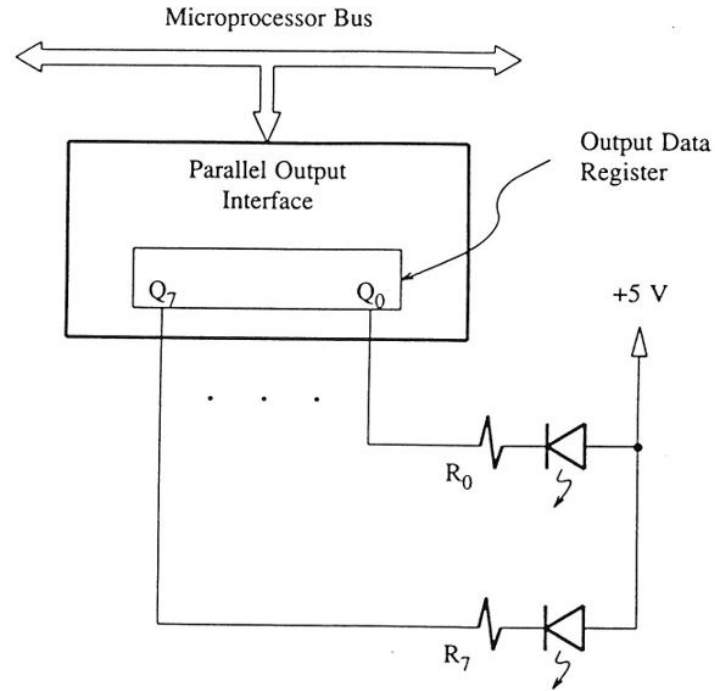 Microprocessor Bus
Parallel Output
Interface
Output Data
Register
Q7
Q0
+5 V
R0
R7